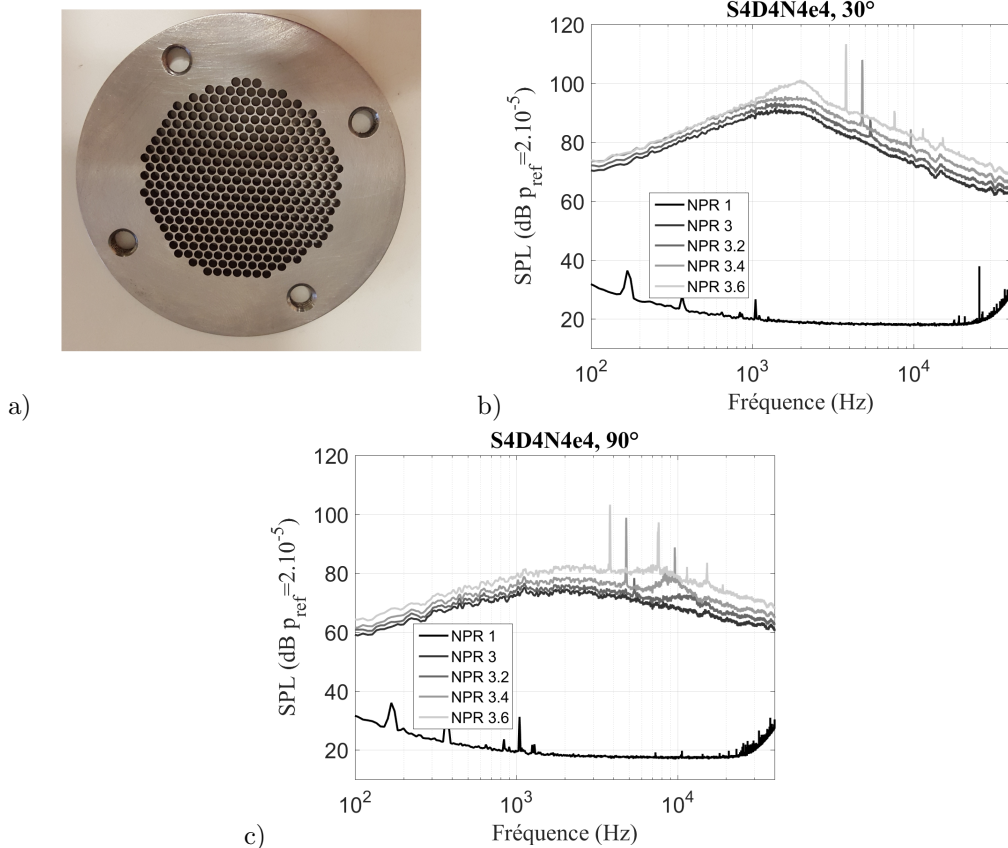 a)
b)
S4D4N4e4, 30°
120
100
80
60
40
20
SPL (dB p_ref=2.10^-5)
NPR 1
NPR 3
NPR 3.2
NPR 3.4
NPR 3.6
10^2
10^3
10^4
Fréquence (Hz)
c)
S4D4N4e4, 90°
120
100
80
60
40
20
SPL (dB p_ref=2.10^-5)
NPR 1
NPR 3
NPR 3.2
NPR 3.4
NPR 3.6
10^2
10^3
10^4
Fréquence (Hz)